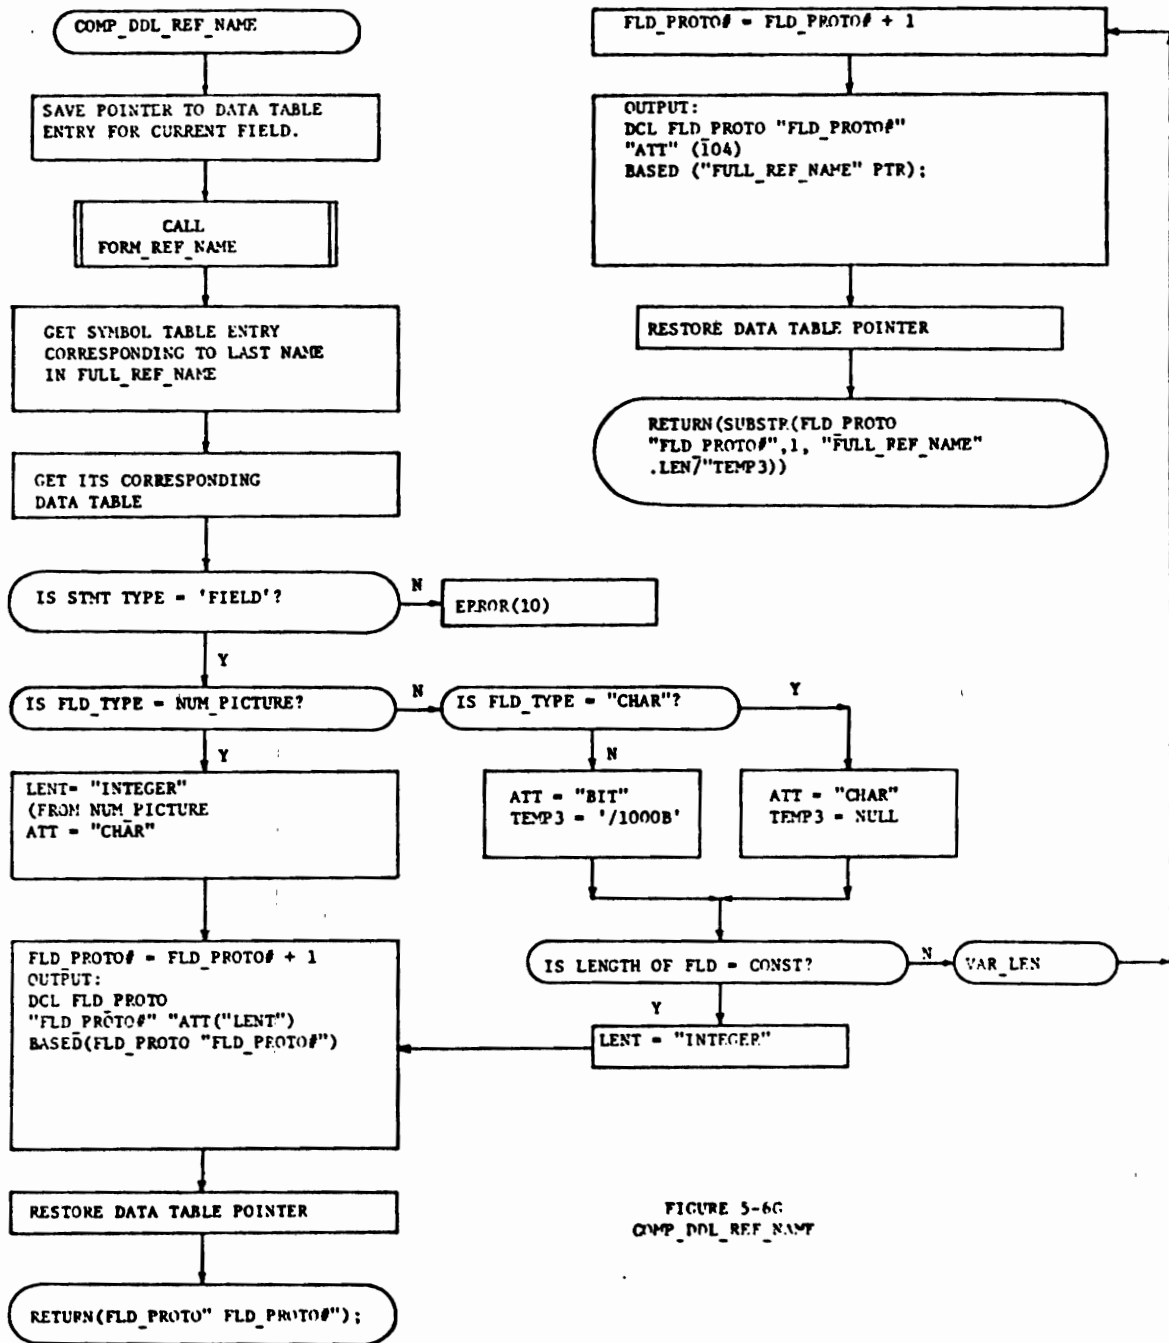 COMP_DDL_REF_NAME
SAVE POINTER TO DATA TABLE
ENTRY FOR CURRENT FIELD.
CALL
FORM_REF_NAME
GET SYMBOL TABLE ENTRY
CORRESPONDING TO LAST NAME
IN FULL_REF_NAME
GET ITS CORRESPONDING
DATA TABLE
IS STMT TYPE = 'FIELD'?
N
ERROR(10)
Y
IS FLD_TYPE = NUM_PICTURE?
N
IS FLD_TYPE = "CHAR"?
Y
Y
N
LENT= "INTEGER"
(FROM NUM_PICTURE
ATT = "CHAR"
ATT = "BIT"
TEMP3 = '/1000B'
ATT = "CHAR"
TEMP3 = NULL
IS LENGTH OF FLD = CONST?
N
VAR_LEN
Y
LENT = "INTEGER"
FLD_PROTO# = FLD_PROTO# + 1
OUTPUT:
DCL FLD_PROTO
"FLD_PROTO#" "ATT("LENT")
BASED(FLD_PROTO "FLD_PROTO#")
RESTORE DATA TABLE POINTER
RETURN(FLD_PROTO" FLD_PROTO#");
FLD_PROTO# = FLD_PROTO# + 1
OUTPUT:
DCL FLD_PROTO "FLD_PROTO#"
"ATT" (104)
BASED ("FULL_REF_NAME" PTR);
RESTORE DATA TABLE POINTER
RETURN(SUBSTR(FLD_PROTO
"FLD_PROTO#",1, "FULL_REF_NAME"
.LEN/"TEMP3))
FIGURE 5-6G
COMP_DDL_REF_NAME